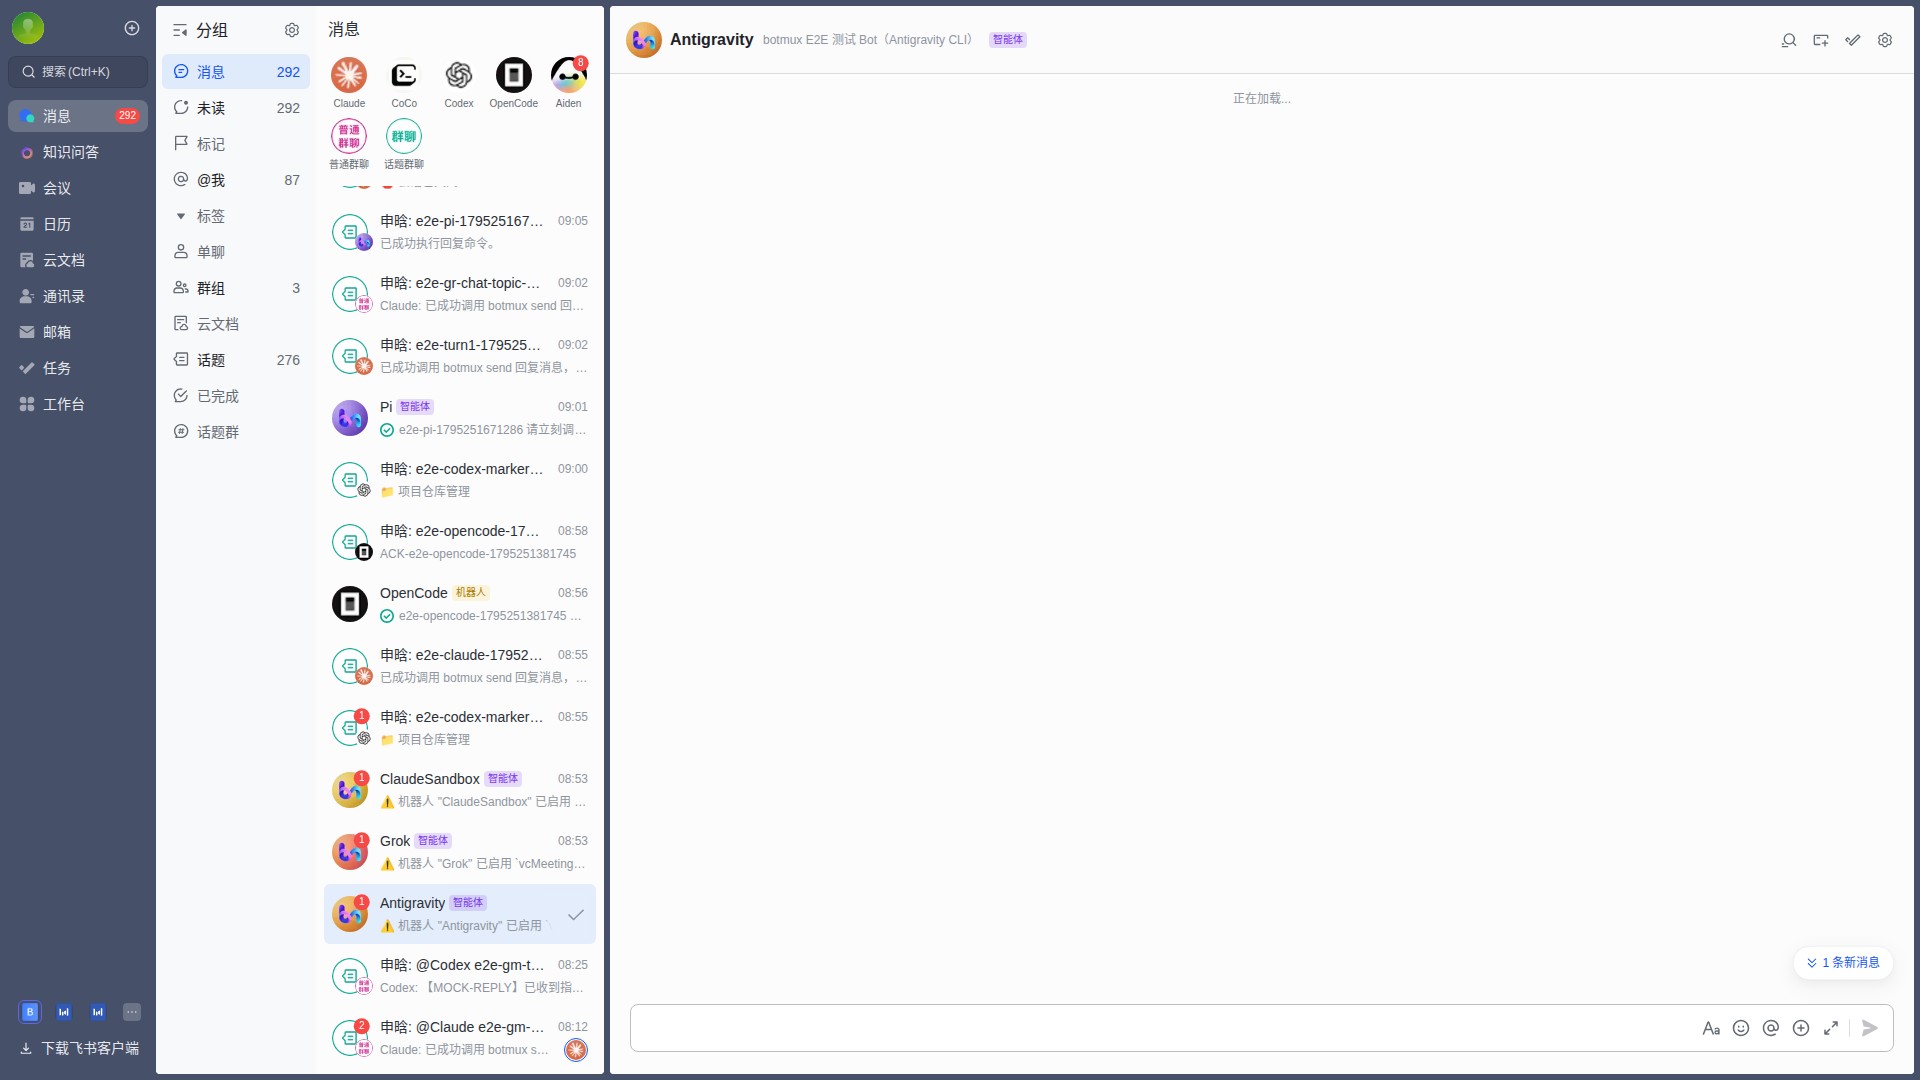 搜索 (Ctrl+K)
消息
292
知识问答
会议
日历
云文档
通讯录
邮箱
任务
工作台
B
下载飞书客户端
分组
消息
292
未读
292
标记
@我
87
标签
单聊
群组
3
云文档
话题
276
已完成
话题群
消息
8
Claude
CoCo
Codex
OpenCode
Aiden
普通
群聊
群聊
普通群聊
话题群聊
申晗: e2e-pi-179525167…
09:05
已成功执行回复命令。
申晗: e2e-gr-chat-topic-…
09:02
Claude: 已成功调用 botmux send 回…
申晗: e2e-turn1-179525…
09:02
已成功调用 botmux send 回复消息，…
Pi 智能体
09:01
e2e-pi-1795251671286 请立刻调…
申晗: e2e-codex-marker…
09:00
📁 项目仓库管理
申晗: e2e-opencode-17…
08:58
ACK-e2e-opencode-1795251381745
OpenCode 机器人
08:56
e2e-opencode-1795251381745 …
申晗: e2e-claude-17952…
08:55
已成功调用 botmux send 回复消息，…
1
申晗: e2e-codex-marker…
08:55
📁 项目仓库管理
1
ClaudeSandbox 智能体
08:53
⚠️ 机器人 "ClaudeSandbox" 已启用 …
1
Grok 智能体
08:53
⚠️ 机器人 "Grok" 已启用 `vcMeeting…
1
Antigravity 智能体
⚠️ 机器人 "Antigravity" 已启用 `
申晗: @Codex e2e-gm-t…
08:25
Codex: 【MOCK-REPLY】已收到指…
2
申晗: @Claude e2e-gm-…
08:12
Claude: 已成功调用 botmux s…
Antigravity
botmux E2E 测试 Bot（Antigravity CLI）
智能体
正在加载...
1 条新消息